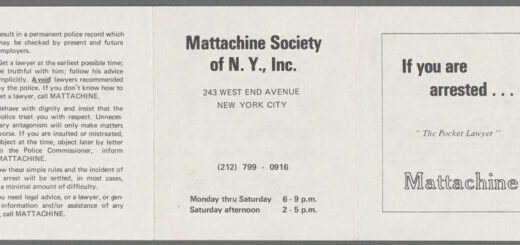 result in a permanent police record which
may be checked by present and future
employers.
Get a lawyer at the earliest possible time;
be truthful with him; follow his advice
implicitly. Avoid lawyers recommended
by the police. If you don't know how to
get a lawyer, call MATTACHINE.
Behave with dignity and insist that the
police treat you with respect. Unneces-
sary antagonism will only make matters
worse. If you are insulted or mistreated,
object at the time, object later by letter
to the Police Commissioner, inform
MATTACHINE.
ow these simple rules and the incident of
arrest will be settled, in most cases,
a minimal amount of difficulty.
ou need legal advice, or a lawyer, or gen-
information and/or assistance of any
, call MATTACHINE.
Mattachine Society
of N. Y., Inc.
243 WEST END AVENUE
NEW YORK CITY
(212) 799 - 0916
Monday thru Saturday 6 - 9 p.m.
Saturday afternoon 2 - 5 p.m.
If you are
arrested . . .
" The Pocket Lawyer "
Mattachine